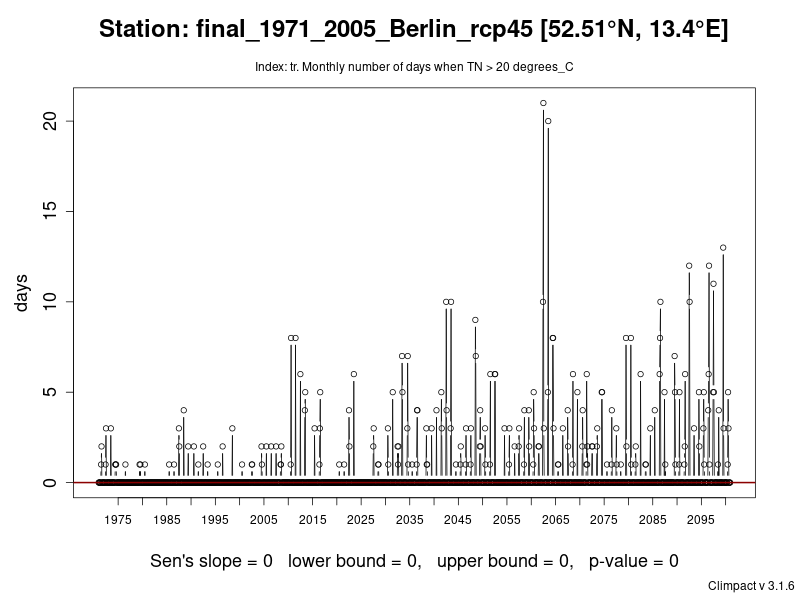 Station: final_1971_2005_Berlin_rcp45 [52.51°N, 13.4°E]
Index: tr. Monthly number of days when TN > 20 degrees_C
days
20
15
10
5
0
1975 1985 1995 2005 2015 2025 2035 2045 2055 2065 2075 2085 2095
Sen's slope = 0 lower bound = 0, upper bound = 0, p-value = 0
Climpact v 3.1.6